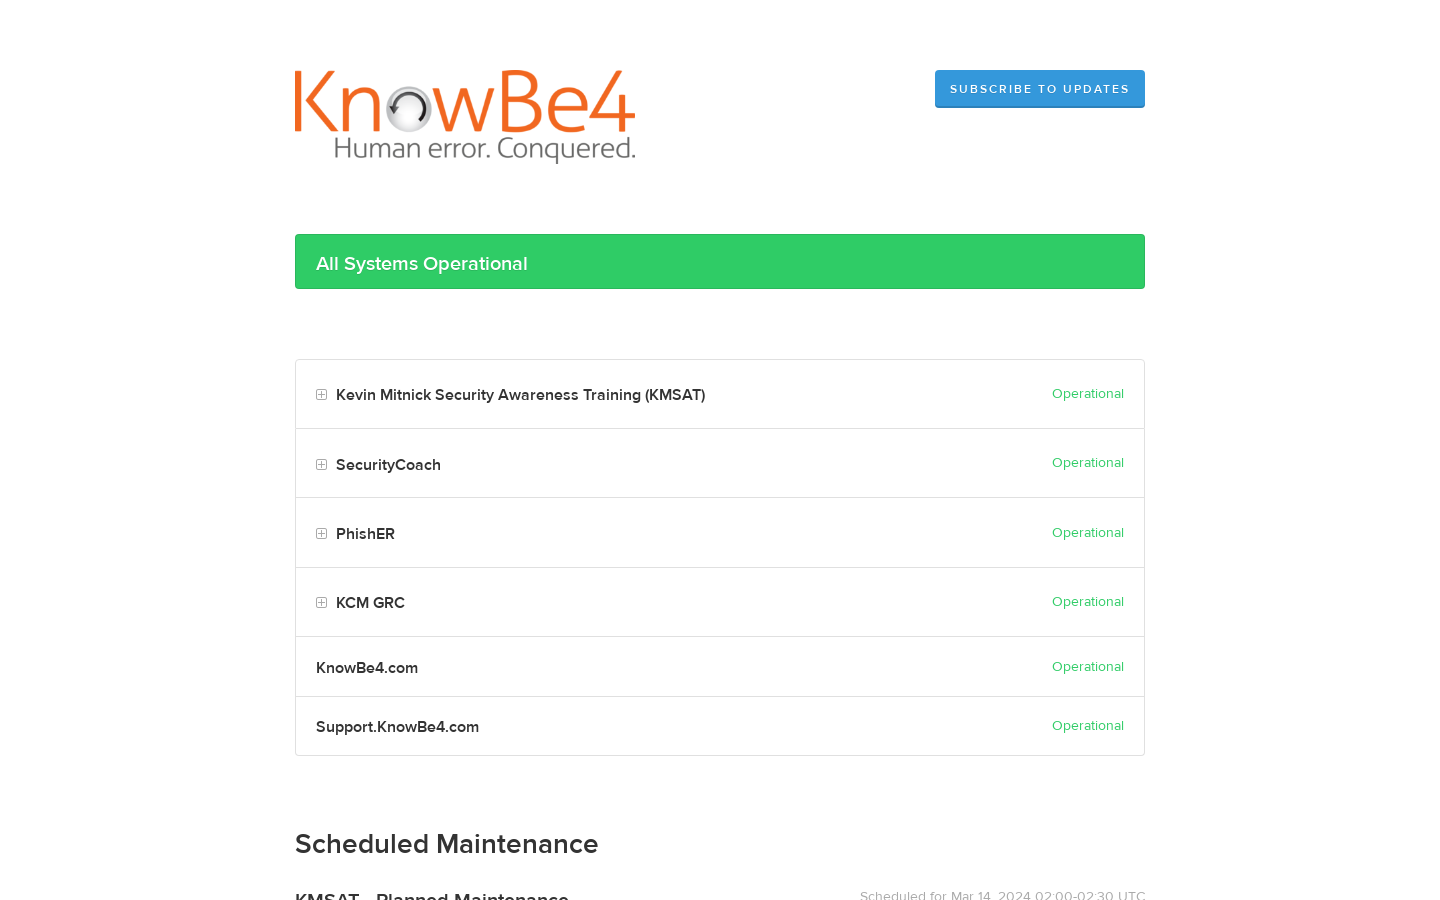 KnowBe4
Human error. Conquered.
SUBSCRIBE TO UPDATES
All Systems Operational
Kevin Mitnick Security Awareness Training (KMSAT) Operational
SecurityCoach Operational
PhishER Operational
KCM GRC Operational
KnowBe4.com Operational
Support.KnowBe4.com Operational
Scheduled Maintenance
KMSAT - Planned Maintenance Scheduled for Mar 14, 2024 02:00-02:30 UTC